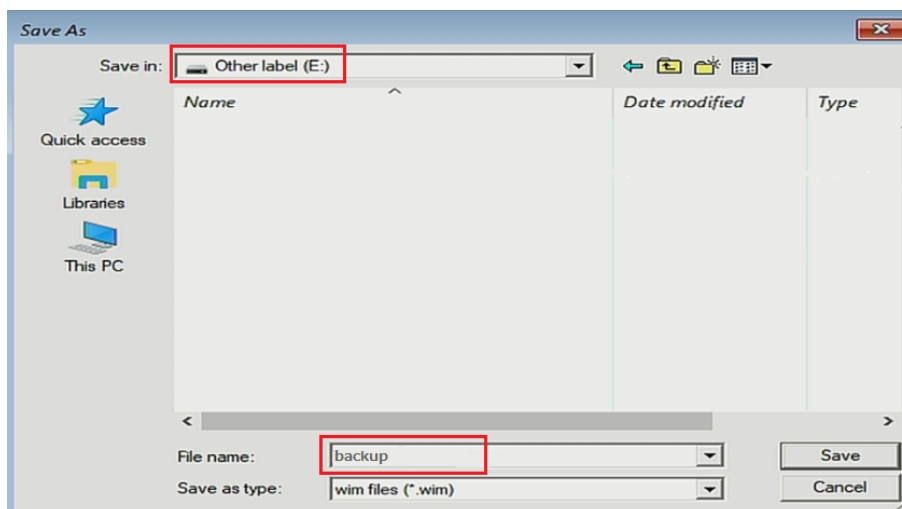 Save As
Save in: Other label (E:)
Name Date modified Type
Quick access
Libraries
This PC
File name: backup Save
Save as type: wim files (*.wim) Cancel